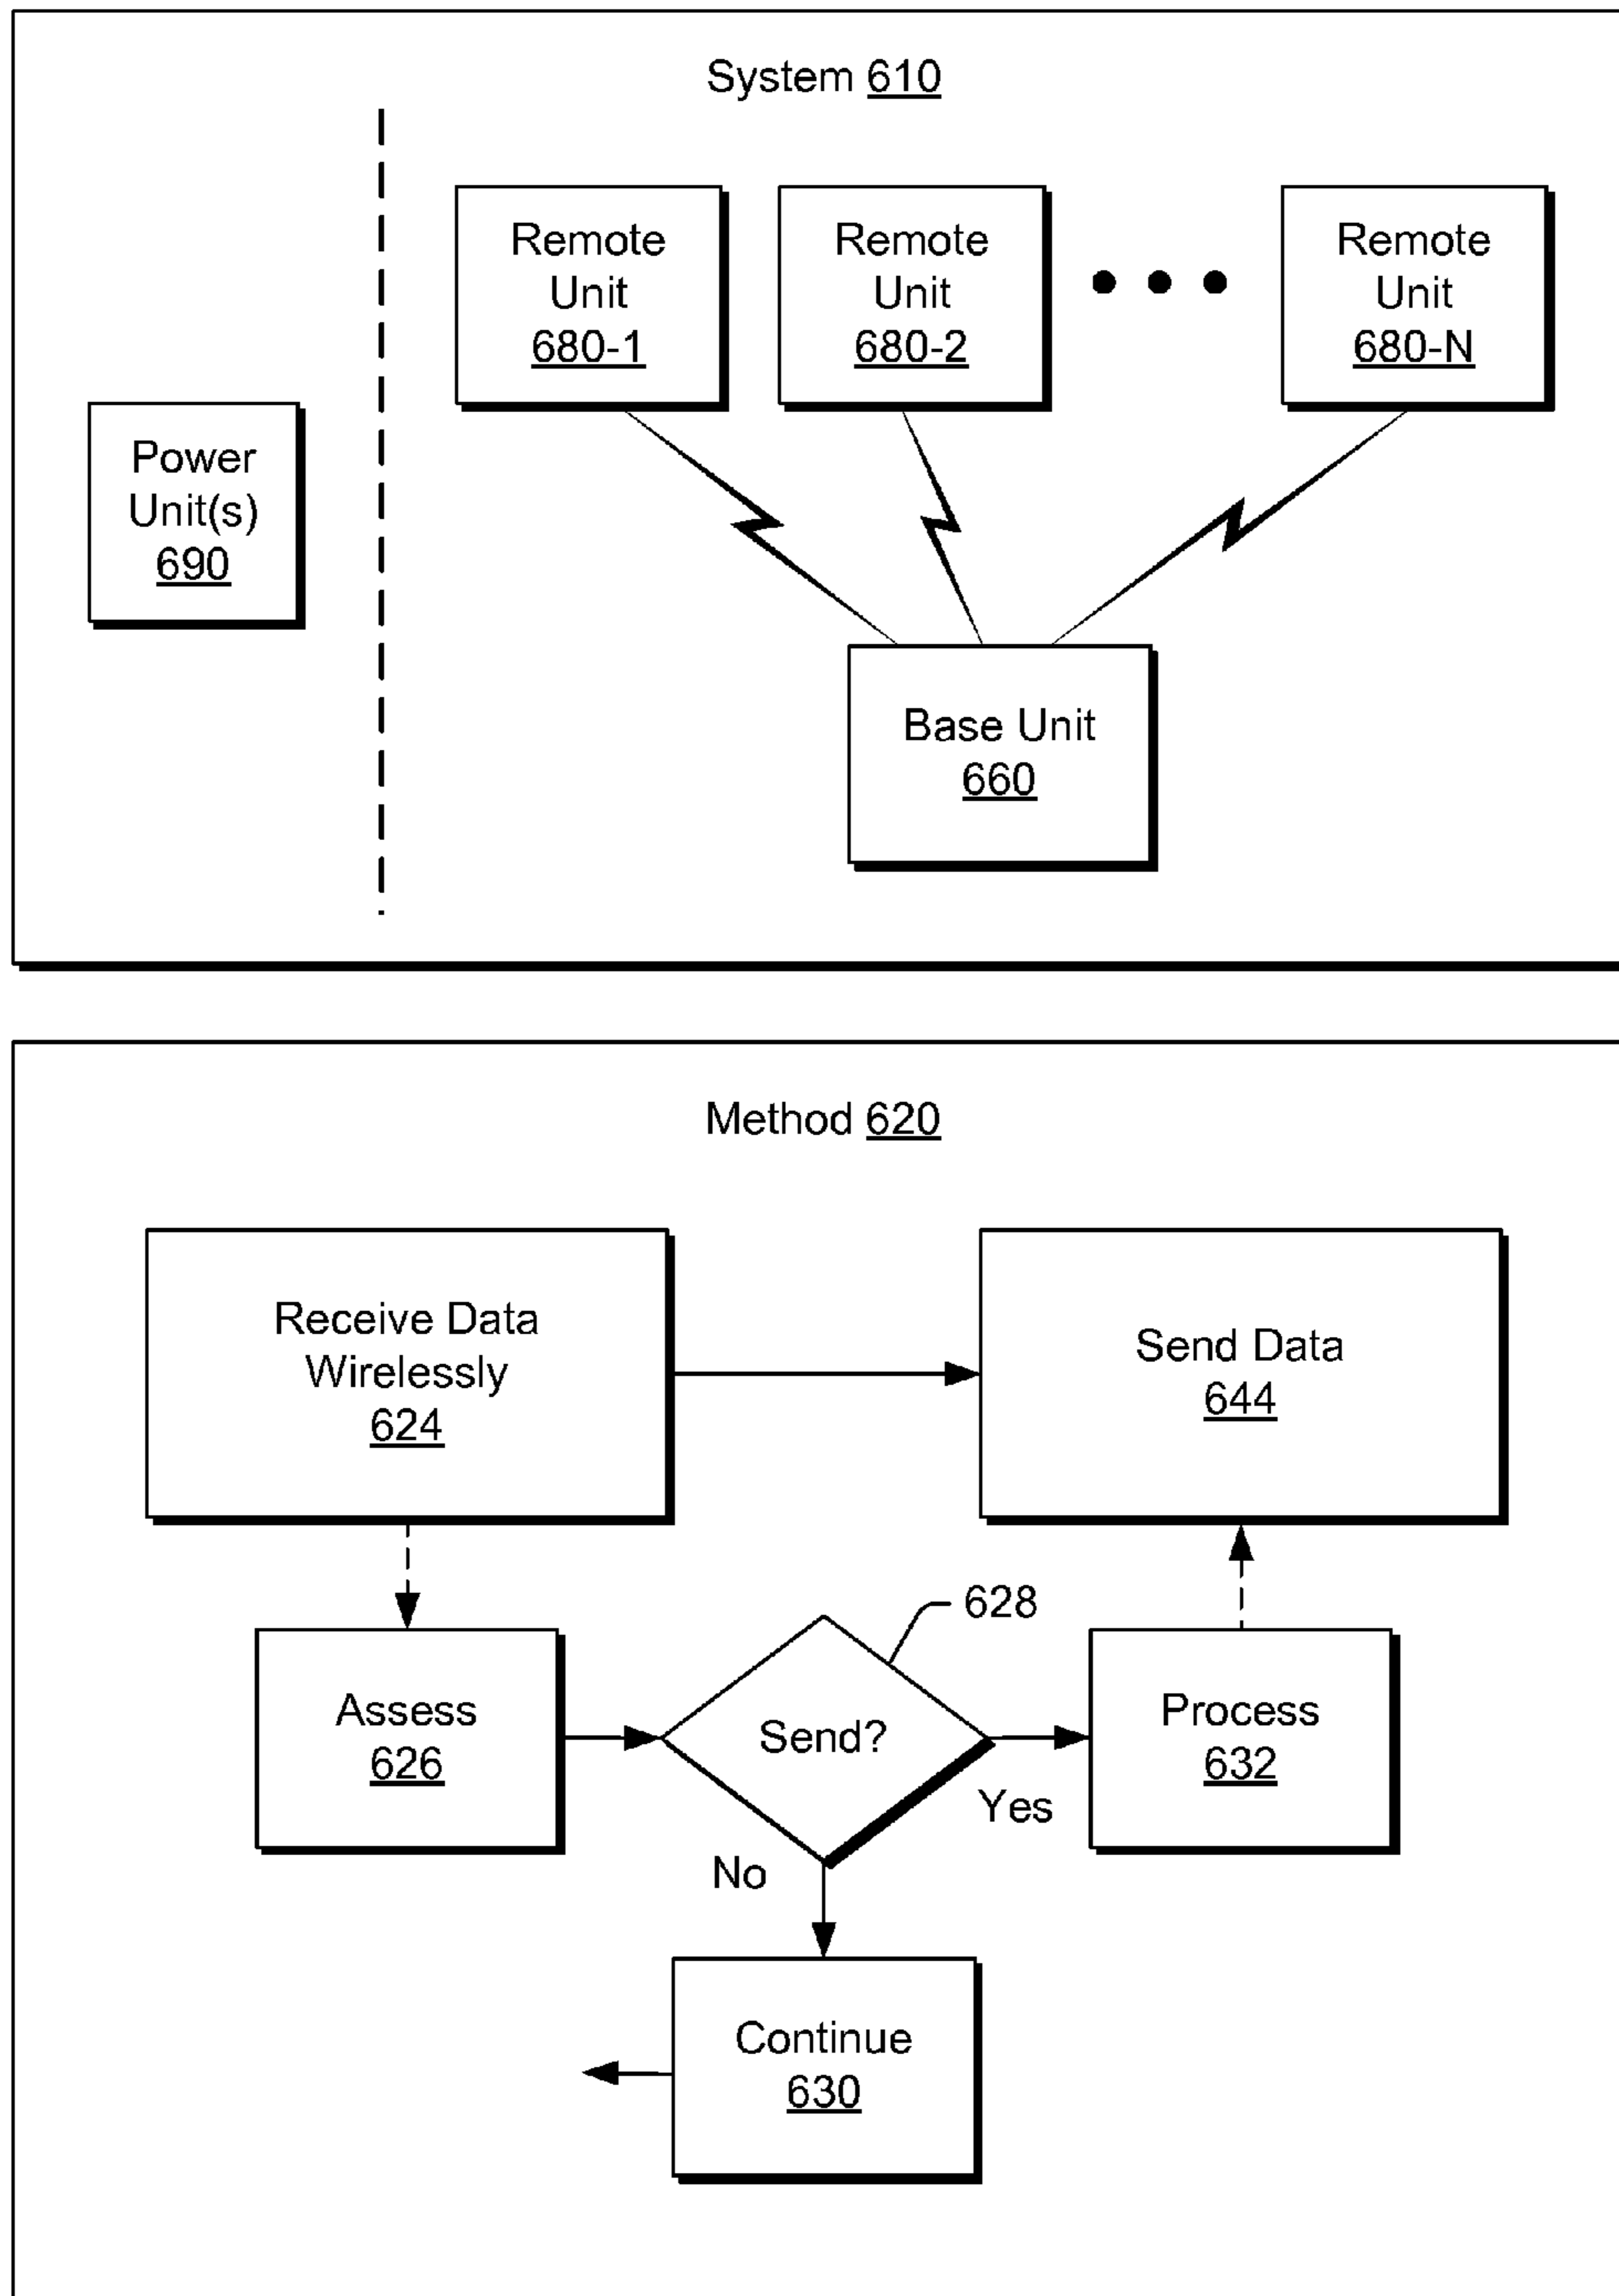 System 610
Remote
Unit
680-1
Remote
Unit
680-2
Remote
Unit
680-N
Power
Unit(s)
690
Base Unit
660
Method 620
Receive Data
Wirelessly
624
Send Data
644
628
Assess
626
Send?
Process
632
Yes
No
Continue
630